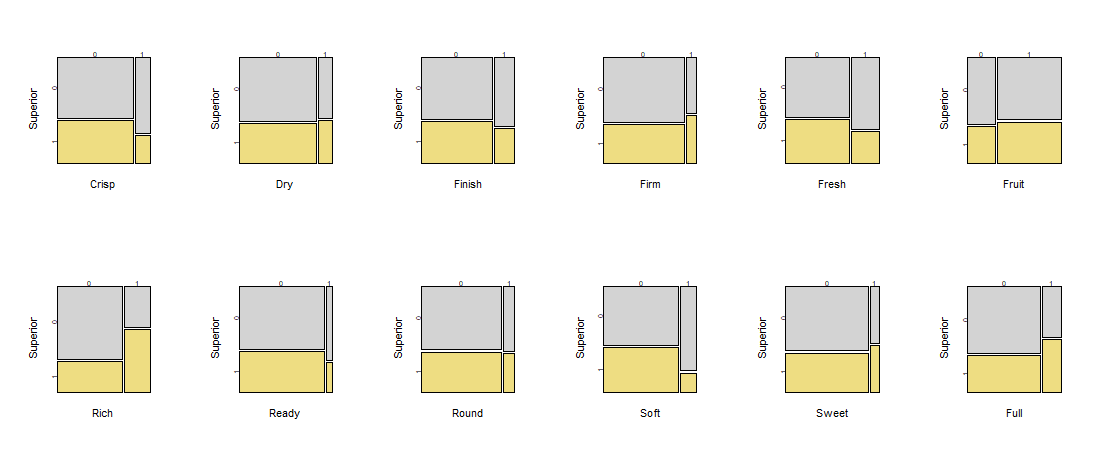 0 1 0 1 0 1 0 1 0 1 0 1
Superior 0 1 Superior 0 1 Superior 0 1 Superior 0 1 Superior 0 1 Superior 0 1
Crisp Dry Finish Firm Fresh Fruit
0 1 0 1 0 1 0 1 0 1 0 1
Superior 0 1 Superior 0 1 Superior 0 1 Superior 0 1 Superior 0 1 Superior 0 1
Rich Ready Round Soft Sweet Full